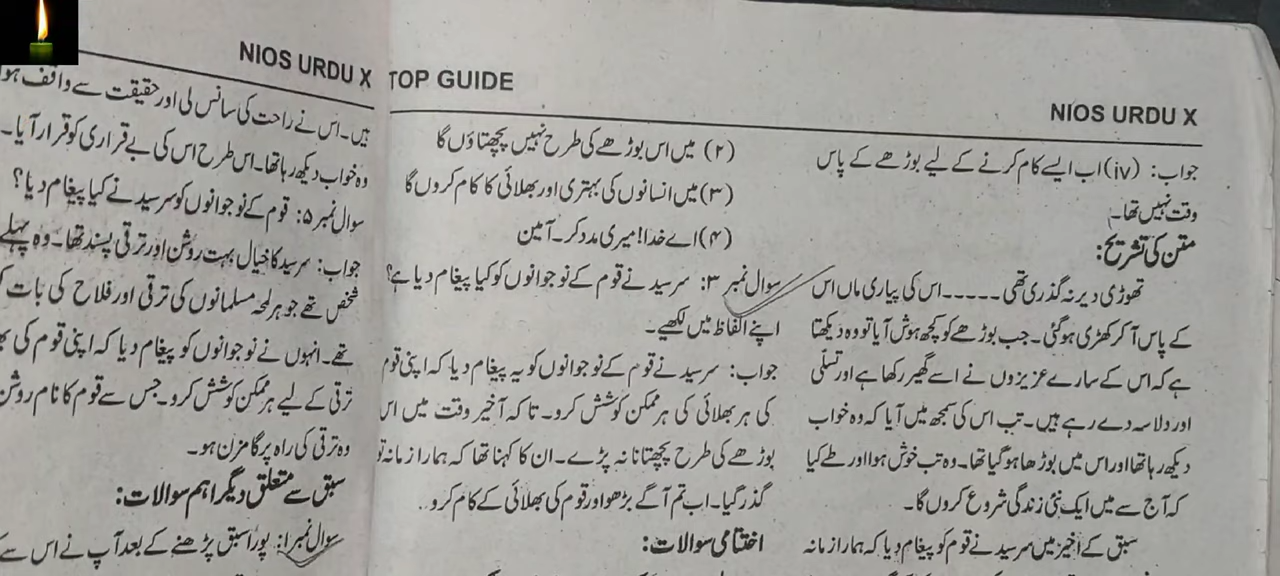 NIOS URDU X
TOP GUIDE
NIOS URDU X
جواب: (iv) اب ایسے کام کرنے کے لیے بوڑھے کے پاس
وقت نہیں تھا۔
متن کی تشریح:
تھوڑی دیر نہ گذری تھی ۔۔۔۔۔ اس کی پیاری ماں اس
کے پاس آ کر کھڑی ہوگئی۔ جب بوڑھے کو کچھ ہوش آیا تو وہ دیکھتا
ہے کہ اس کے سارے عزیزوں نے اسے گھیر رکھا ہے اور تسلی
اور دلاسہ دے رہے ہیں۔ تب اس کی سمجھ میں آیا کہ وہ خواب
دیکھ رہا تھا اور اس میں بوڑھا ہو گیا تھا۔ وہ تب خوش ہوا اور طے کیا
کہ آج سے میں ایک نئی زندگی شروع کروں گا۔
سبق کے اخیر میں سرسید نے قوم کو پیغام دیا کہ ہمارا زمانہ
(۲) میں اس بوڑھے کی طرح نہیں پچھتاؤں گا
(۳) میں انسانوں کی بہتری اور بھلائی کا کام کروں گا
(۴) اے خدا! میری مدد کر۔ آمین
سوال نمبر ۳: سرسید نے قوم کے نوجوانوں کو کیا پیغام دیا ہے؟
اپنے الفاظ میں لکھیے۔
جواب: سرسید نے قوم کے نوجوانوں کو یہ پیغام دیا کہ اپنی قوم
کی ہر بھلائی کی ہر ممکن کوشش کرو۔ تاکہ آخیر وقت میں اس
بوڑھے کی طرح پچھتانا نہ پڑے۔ ان کا کہنا تھا کہ ہمارا زمانہ تو
گذر گیا۔ اب تم آگے بڑھو اور قوم کی بھلائی کے کام کرو..
اختتامی سوالات:
ہیں۔ اس نے راحت کی سانس لی اور حقیقت سے واقف ہوا
وہ خواب دیکھ رہا تھا۔ اس طرح اس کی بے قراری کو قرار آیا۔
سوال نمبر ۵: قوم کے نوجوانوں کو سرسید نے کیا پیغام دیا؟
جواب: سرسید کا خیال بہت روشن اور ترقی پسند تھا۔ وہ پہلے
شخص تھے جو ہر لمحہ مسلمانوں کی ترقی اور فلاح کی بات
تھے۔ انہوں نے نوجوانوں کو پیغام دیا کہ اپنی قوم کی
ترقی کے لیے ہر ممکن کوشش کرو۔ جس سے قوم کا نام روشن
وہ ترقی کی راہ پر گامزن ہو۔
سبق سے متعلق دیگر اہم سوالات:
سوال نمبر ۱: پورا سبق پڑھنے کے بعد آپ نے اس سے